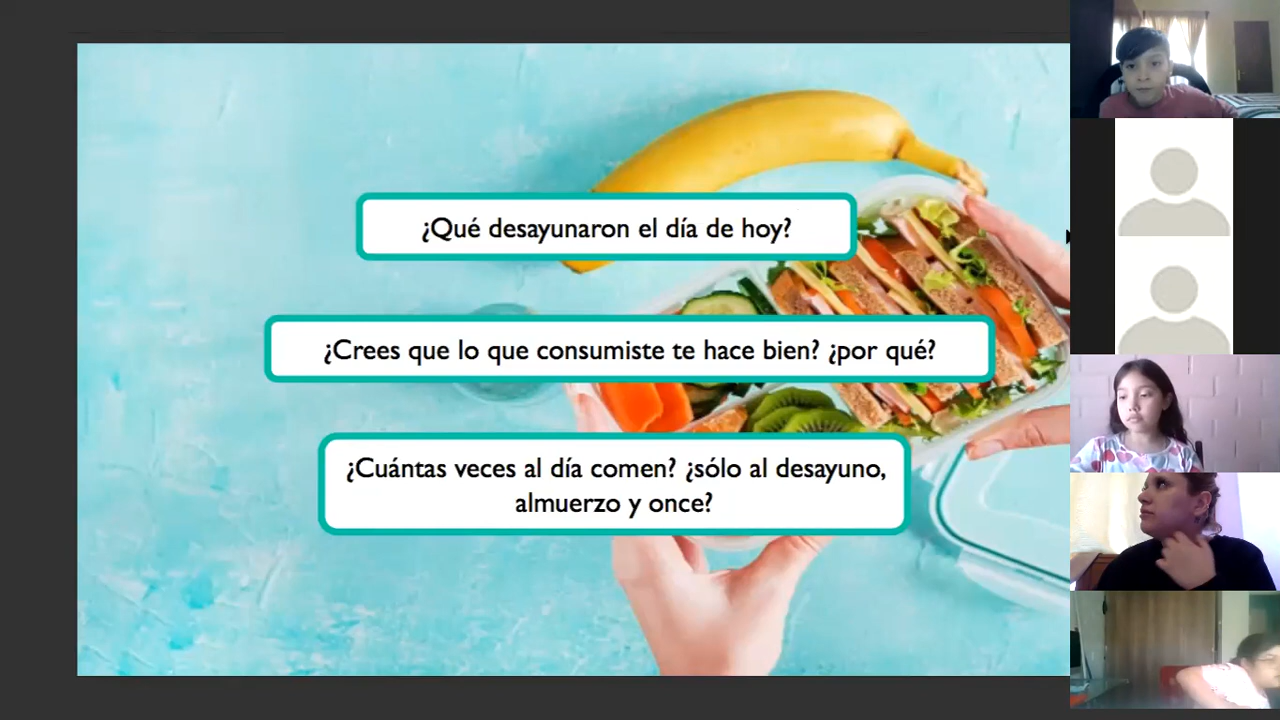 ¿Qué desayunaron el día de hoy?
¿Crees que lo que consumiste te hace bien? ¿por qué?
¿Cuántas veces al día comen? ¿sólo al desayuno,
almuerzo y once?